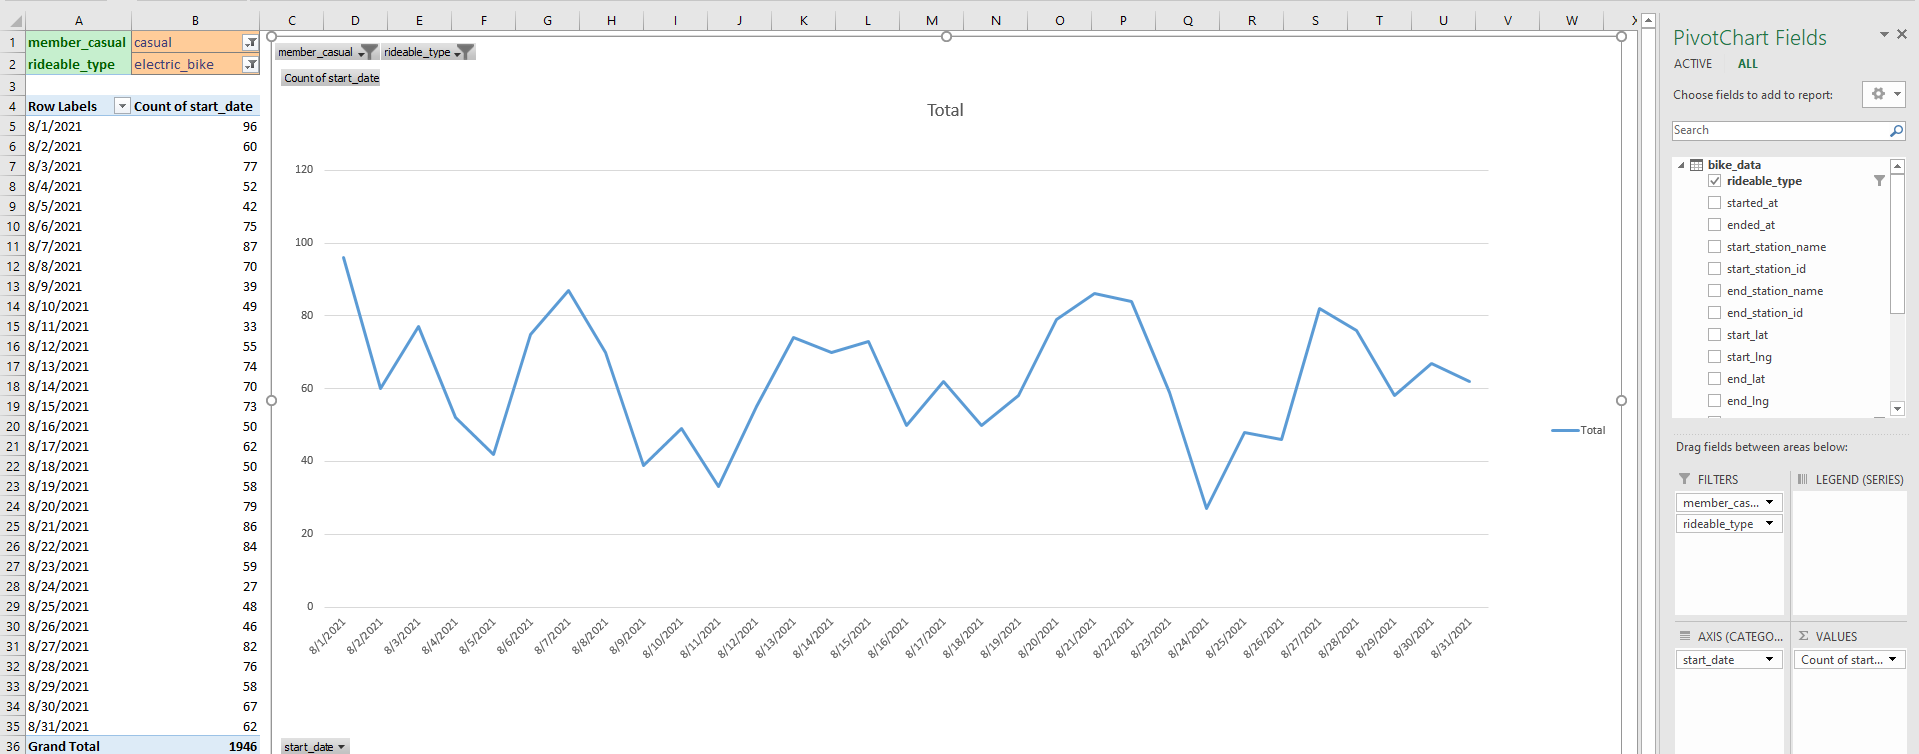 A B C D E F G H I J K L M N O P Q R S T U V W X
1 member_casual casual
2 rideable_type electric_bike
3
4 Row Labels Count of start_date
5 8/1/2021 96
6 8/2/2021 60
7 8/3/2021 77
8 8/4/2021 52
9 8/5/2021 42
10 8/6/2021 75
11 8/7/2021 87
12 8/8/2021 70
13 8/9/2021 39
14 8/10/2021 49
15 8/11/2021 33
16 8/12/2021 55
17 8/13/2021 74
18 8/14/2021 70
19 8/15/2021 73
20 8/16/2021 50
21 8/17/2021 62
22 8/18/2021 50
23 8/19/2021 58
24 8/20/2021 79
25 8/21/2021 86
26 8/22/2021 84
27 8/23/2021 59
28 8/24/2021 27
29 8/25/2021 48
30 8/26/2021 46
31 8/27/2021 82
32 8/28/2021 76
33 8/29/2021 58
34 8/30/2021 67
35 8/31/2021 62
36 Grand Total 1946
member_casual rideable_type
Count of start_date
Total
120
100
80
60
40
20
0
8/1/2021 8/2/2021 8/3/2021 8/4/2021 8/5/2021 8/6/2021 8/7/2021 8/8/2021 8/9/2021 8/10/2021 8/11/2021 8/12/2021 8/13/2021 8/14/2021 8/15/2021 8/16/2021 8/17/2021 8/18/2021 8/19/2021 8/20/2021 8/21/2021 8/22/2021 8/23/2021 8/24/2021 8/25/2021 8/26/2021 8/27/2021 8/28/2021 8/29/2021 8/30/2021 8/31/2021
Total
start_date
PivotChart Fields
ACTIVE ALL
Choose fields to add to report:
Search
bike_data
rideable_type
started_at
ended_at
start_station_name
start_station_id
end_station_name
end_station_id
start_lat
start_lng
end_lat
end_lng
Drag fields between areas below:
FILTERS
member_cas...
rideable_type
LEGEND (SERIES)
AXIS (CATEGO...
start_date
Σ VALUES
Count of start...